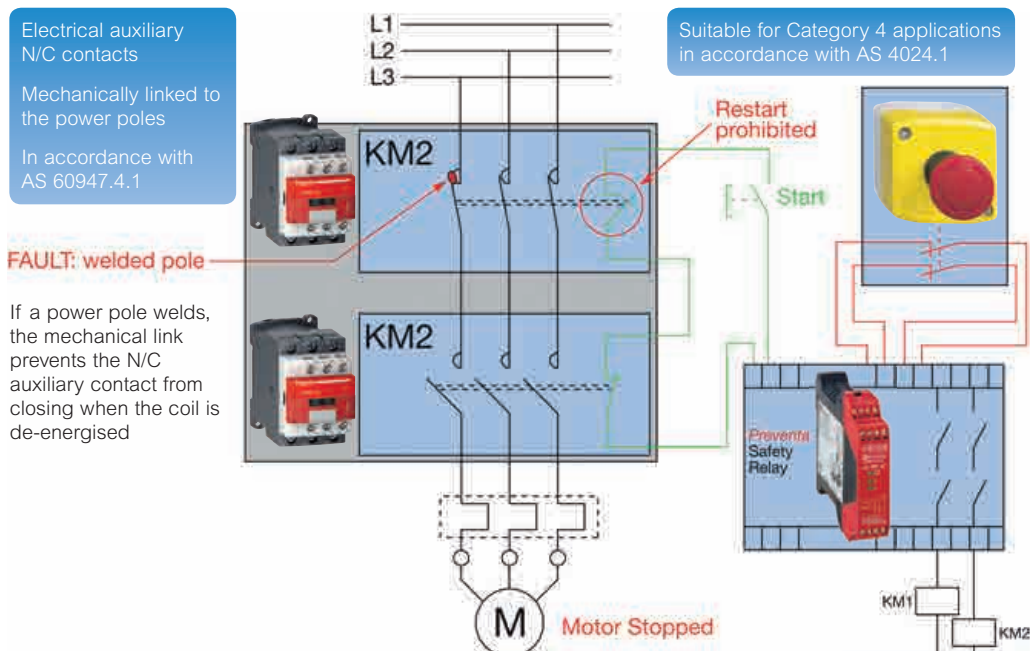 Electrical auxiliary
N/C contacts
Mechanically linked to
the power poles
In accordance with
AS 60947.4.1
L1
L2
L3
Suitable for Category 4 applications
in accordance with AS 4024.1
KM2
Restart
prohibited
Start
FAULT: welded pole
If a power pole welds,
the mechanical link
prevents the N/C
auxiliary contact from
closing when the coil is
de-energised
KM2
Preventa
Safety
Relay
M
Motor Stopped
KM1
KM2